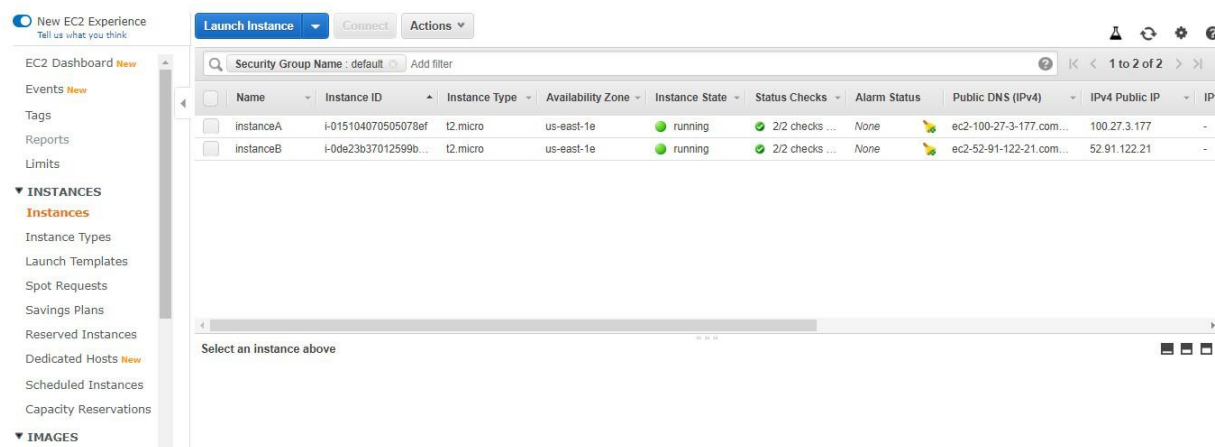 New EC2 Experience
Tell us what you think
EC2 Dashboard New
Events New
Tags
Reports
Limits
INSTANCES
Instances
Instance Types
Launch Templates
Spot Requests
Savings Plans
Reserved Instances
Dedicated Hosts New
Scheduled Instances
Capacity Reservations
IMAGES
Launch Instance Connect Actions
Security Group Name : default Add filter 1 to 2 of 2
Name Instance ID Instance Type Availability Zone Instance State Status Checks Alarm Status Public DNS (IPv4) IPv4 Public IP IP
instanceA i-015104070505078ef t2.micro us-east-1e running 2/2 checks ... None ec2-100-27-3-177.com... 100.27.3.177 -
instanceB i-0de23b37012599b... t2.micro us-east-1e running 2/2 checks ... None ec2-52-91-122-21.com... 52.91.122.21 -
Select an instance above